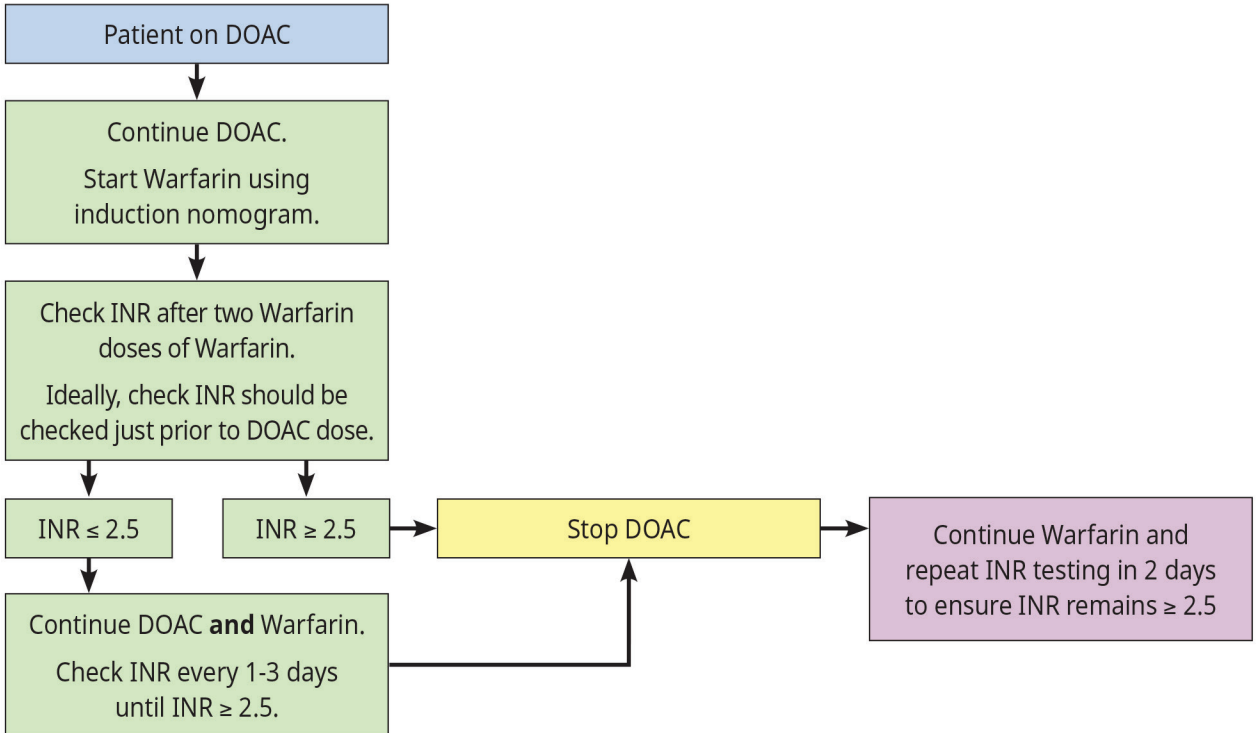 Patient on DOAC
Continue DOAC.
Start Warfarin using
induction nomogram.
Check INR after two Warfarin
doses of Warfarin.
Ideally, check INR should be
checked just prior to DOAC dose.
INR ≤ 2.5
INR ≥ 2.5
Stop DOAC
Continue Warfarin and
repeat INR testing in 2 days
to ensure INR remains ≥ 2.5
Continue DOAC and Warfarin.
Check INR every 1-3 days
until INR ≥ 2.5.